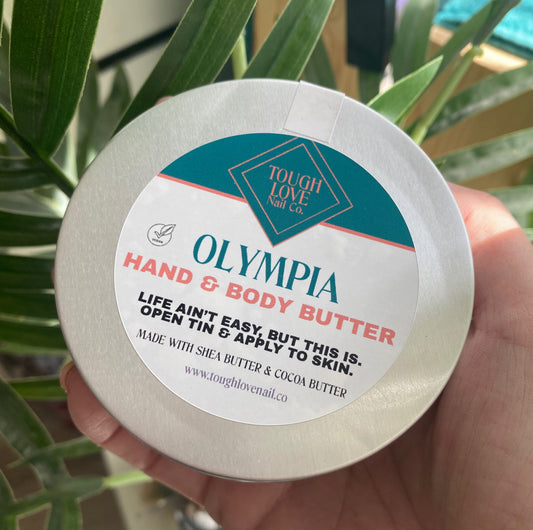 TOUGH
LOVE
Nail Co.
VEGAN
OLYMPIA
HAND & BODY BUTTER
LIFE AIN'T EASY, BUT THIS IS.
OPEN TIN & APPLY TO SKIN.
MADE WITH SHEA BUTTER & COCOA BUTTER
www.toughlovenail.co